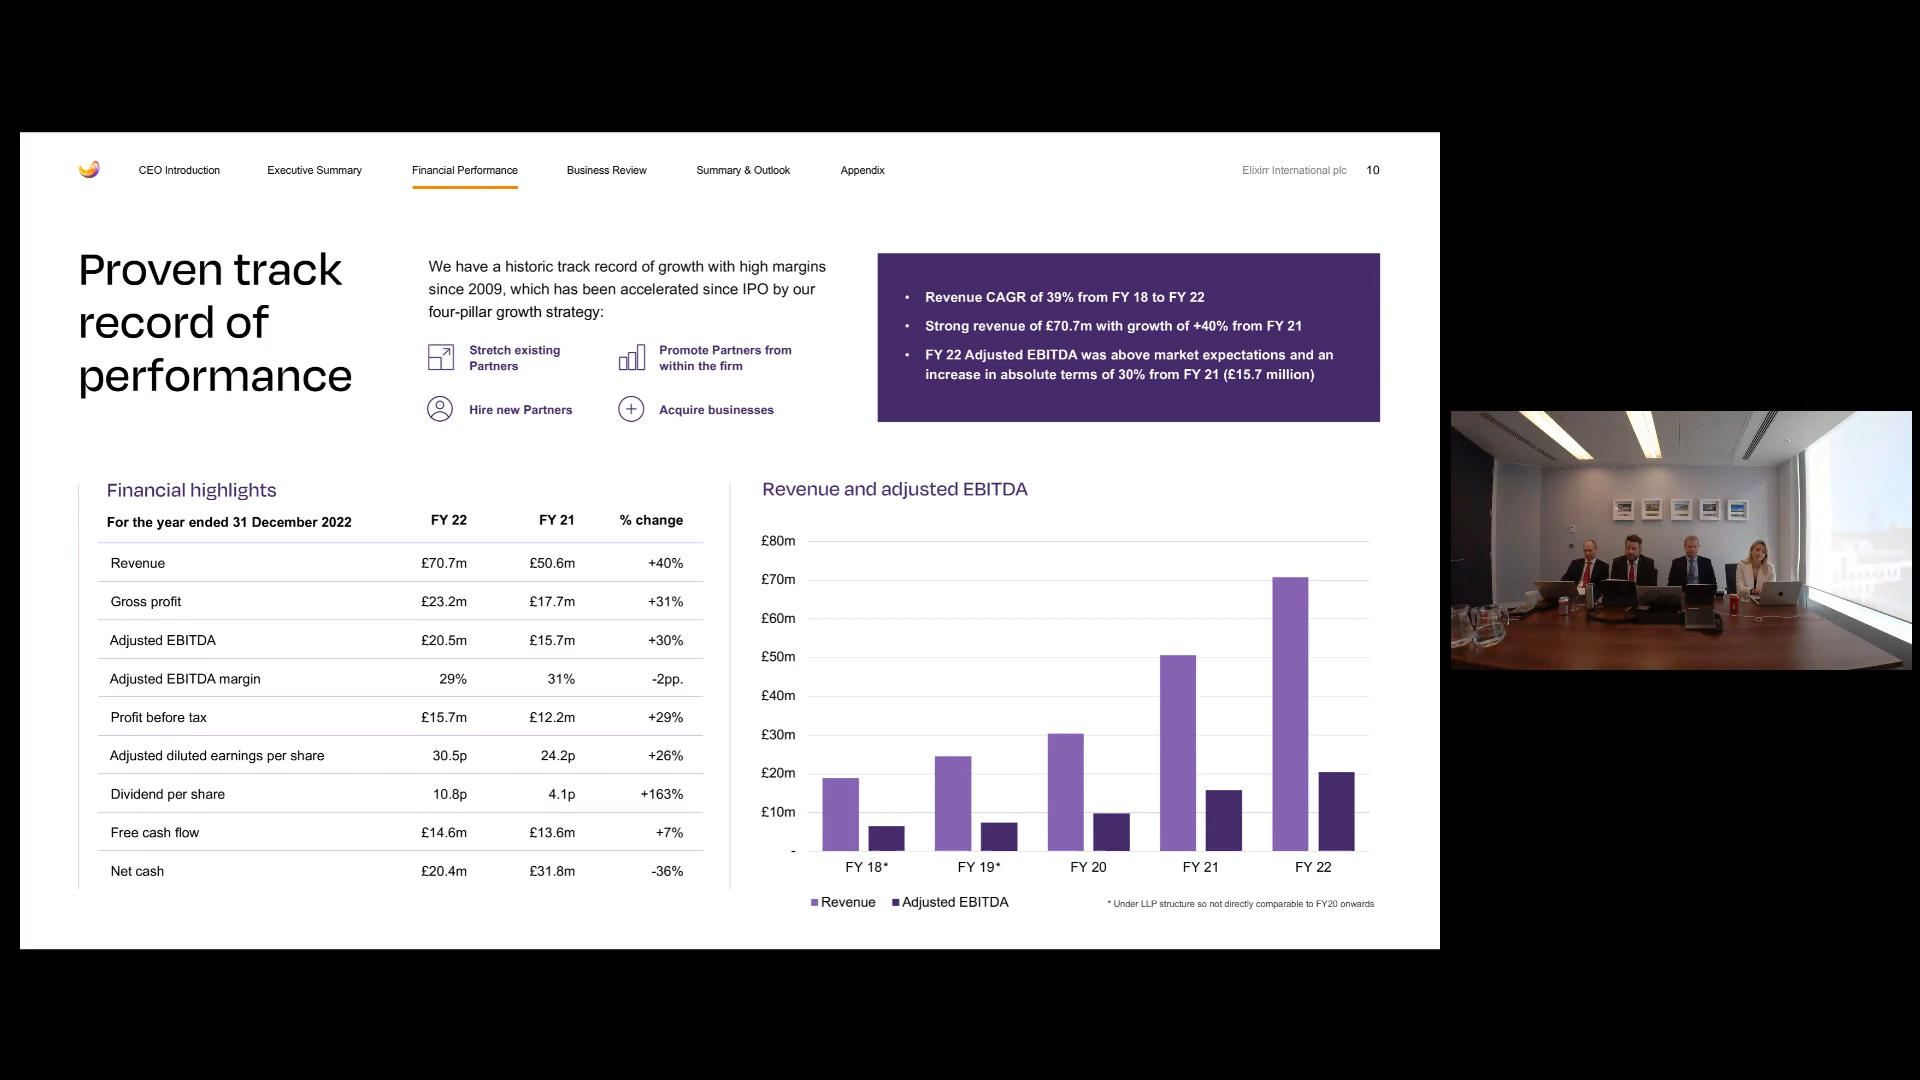 CEO Introduction Executive Summary Financial Performance Business Review Summary & Outlook Appendix Elixirr International plc 10
Proven track
record of
performance
We have a historic track record of growth with high margins
since 2009, which has been accelerated since IPO by our
four-pillar growth strategy:
Stretch existing
Partners
Promote Partners from
within the firm
Hire new Partners
Acquire businesses
• Revenue CAGR of 39% from FY 18 to FY 22
• Strong revenue of £70.7m with growth of +40% from FY 21
• FY 22 Adjusted EBITDA was above market expectations and an
increase in absolute terms of 30% from FY 21 (£15.7 million)
Financial highlights
For the year ended 31 December 2022 FY 22 FY 21 % change
Revenue £70.7m £50.6m +40%
Gross profit £23.2m £17.7m +31%
Adjusted EBITDA £20.5m £15.7m +30%
Adjusted EBITDA margin 29% 31% -2pp.
Profit before tax £15.7m £12.2m +29%
Adjusted diluted earnings per share 30.5p 24.2p +26%
Dividend per share 10.8p 4.1p +163%
Free cash flow £14.6m £13.6m +7%
Net cash £20.4m £31.8m -36%
Revenue and adjusted EBITDA
£80m
£70m
£60m
£50m
£40m
£30m
£20m
£10m
-
FY 18* FY 19* FY 20 FY 21 FY 22
Revenue Adjusted EBITDA
* Under LLP structure so not directly comparable to FY20 onwards